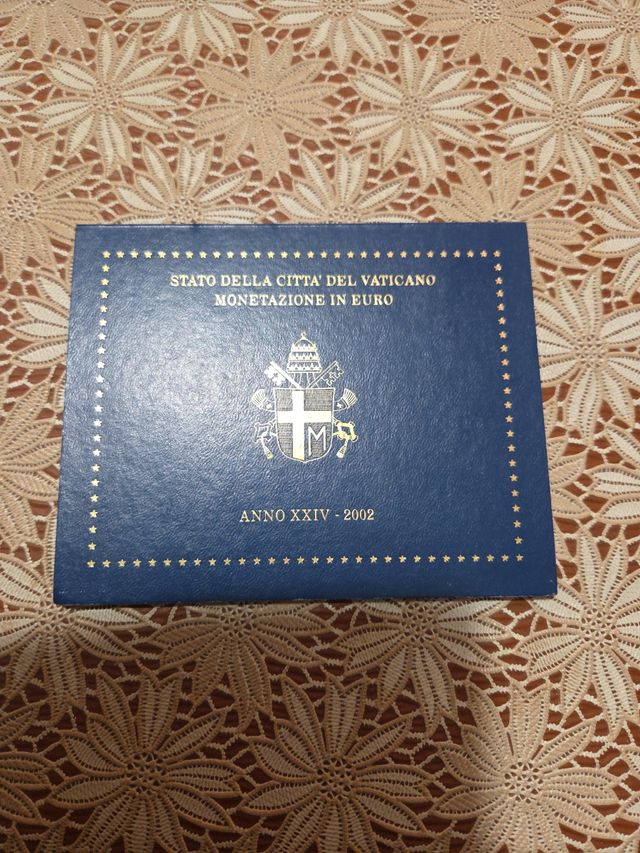 STATO DELLA CITTA' DEL VATICANO
MONETAZIONE IN EURO
M
ANNO XXIV - 2002